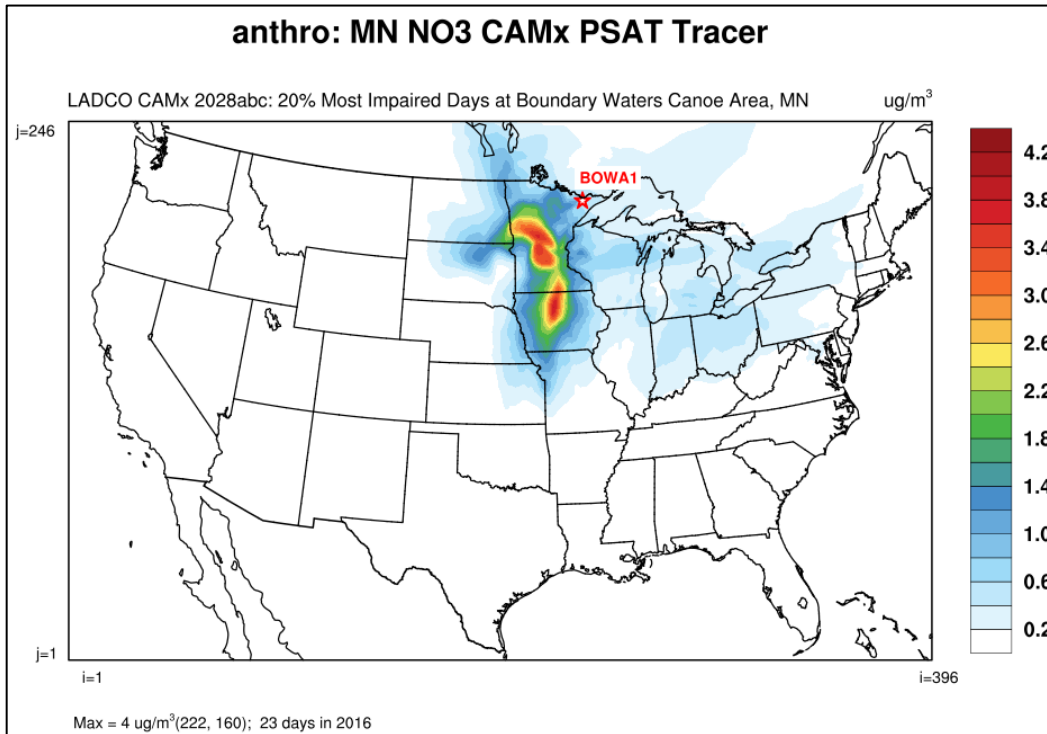 anthro: MN NO3 CAMx PSAT Tracer
LADCO CAMx 2028abc: 20% Most Impaired Days at Boundary Waters Canoe Area, MN ug/m³
j=246
BOWA1
4.2
3.8
3.4
3.0
2.6
2.2
1.8
1.4
1.0
0.6
0.2
j=1
i=1 i=396
Max = 4 ug/m³(222, 160); 23 days in 2016